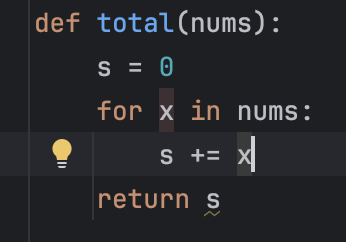 def total(nums):
    s = 0
    for x in nums:
        s += x
    return s